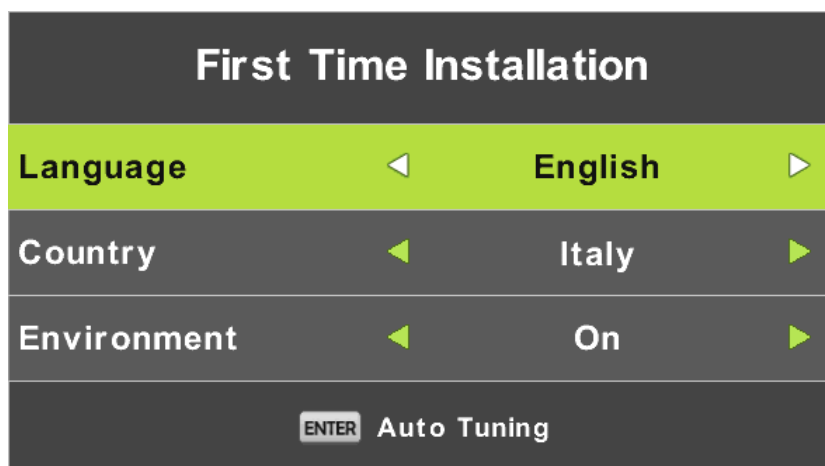 First Time Installation
Language English
Country Italy
Environment On
ENTER Auto Tuning